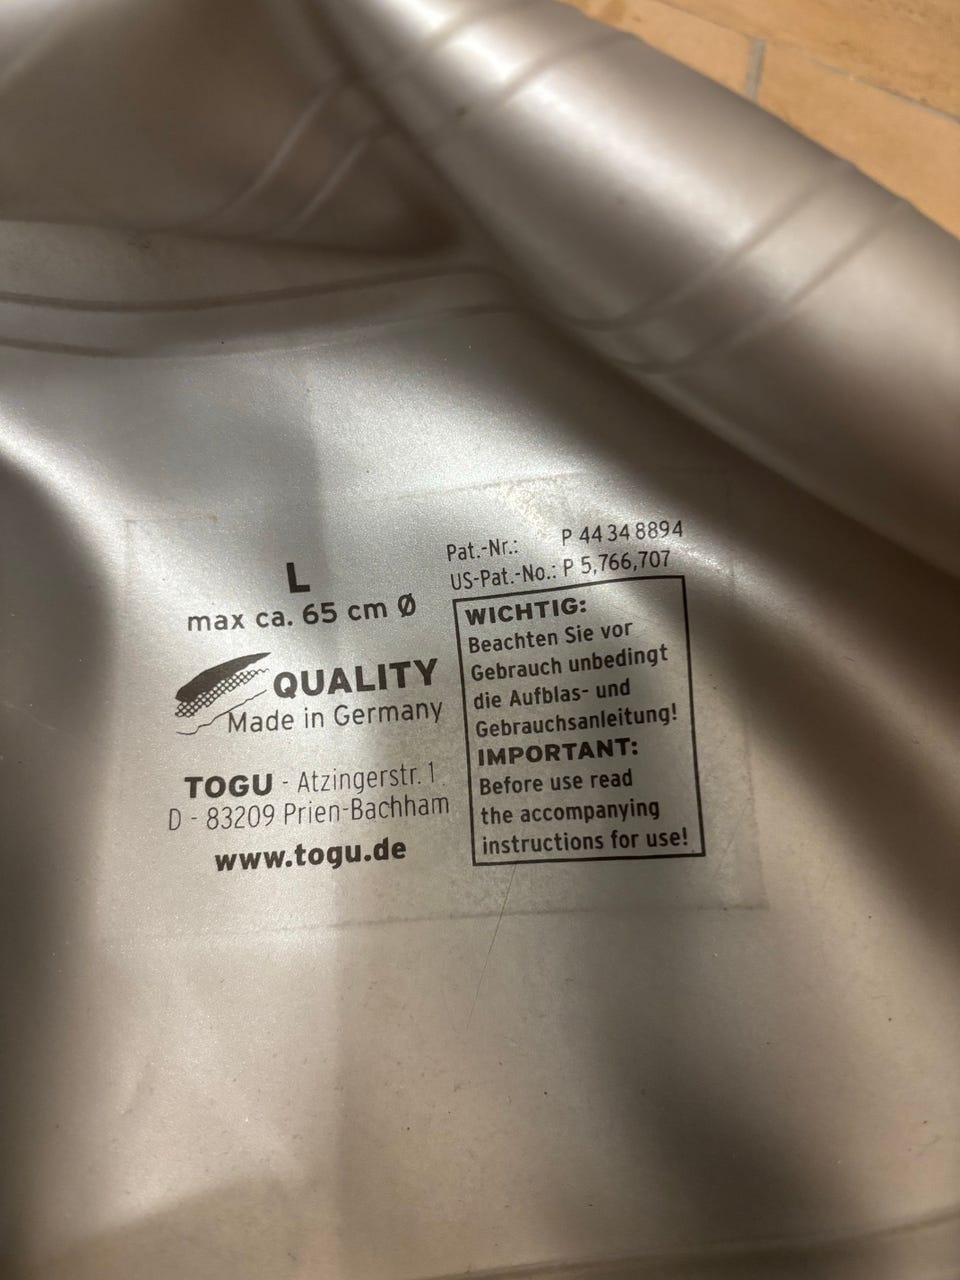 L
max ca. 65 cm Ø
QUALITY
Made in Germany
TOGU - Atzingerstr. 1
D - 83209 Prien-Bachham
www.togu.de
Pat.-Nr.: P 44 34 8894
US-Pat.-No.: P 5,766,707
WICHTIG:
Beachten Sie vor
Gebrauch unbedingt
die Aufblas- und
Gebrauchsanleitung!
IMPORTANT:
Before use read
the accompanying
instructions for use!